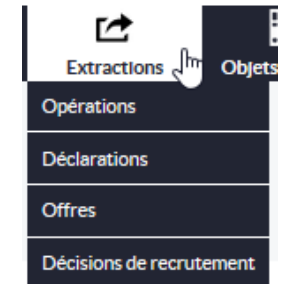 Extractions Objets
Opérations
Déclarations
Offres
Décisions de recrutement